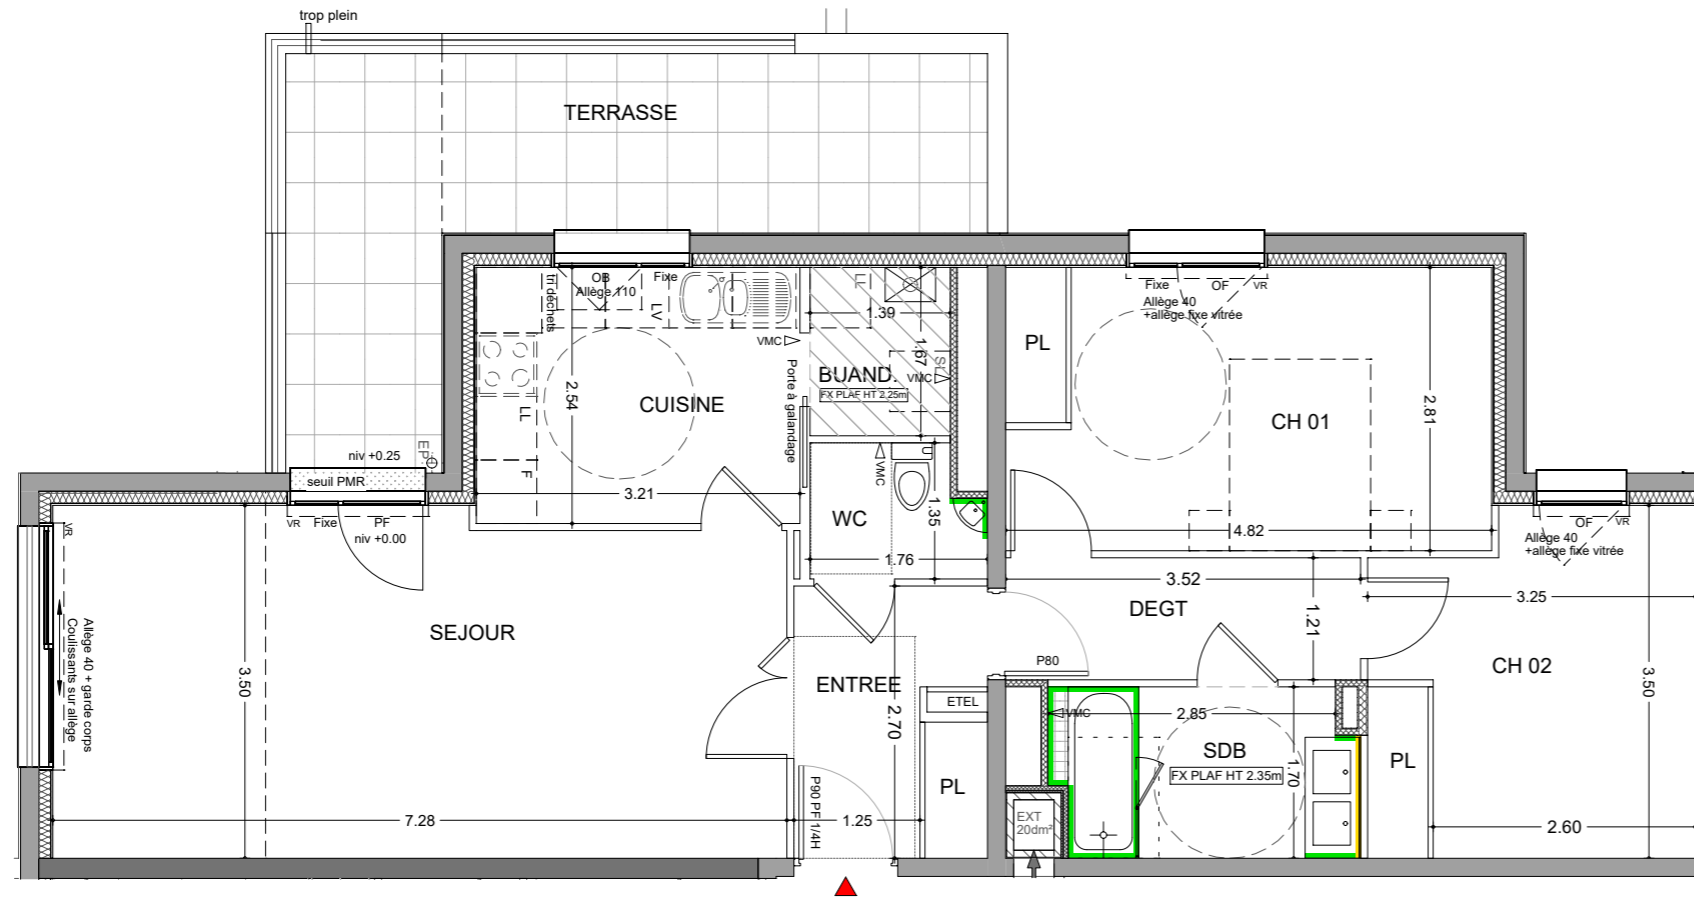 trop plein
TERRASSE
OB
Fixe
Allège 110
tri déchets
LV
LL
1.39
VMC
1.67
BUAND.
VMC
FX PLAF HT 2.25m
Porte à galandage
CUISINE
2.54
LL
F
3.21
Fixe
OF
VR
Allège 40
+allège fixe vitrée
PL
CH 01
2.81
4.82
EP
niv +0.25
seuil PMR
VR
Fixe
PF
niv +0.00
VR
VMC
WC
1.35
1.76
OF
VR
Allège 40
+allège fixe vitrée
3.52
DEGT
1.21
3.25
SEJOUR
3.50
Allège 40 + garde corps
Coulissants sur allège
ENTREE
2.70
ETEL
P80
CH 02
3.50
VMC
2.85
SDB
FX PLAF HT 2.35m
1.70
PL
PL
P90 PF 1/4H
7.28
1.25
EXT
20dm²
2.60